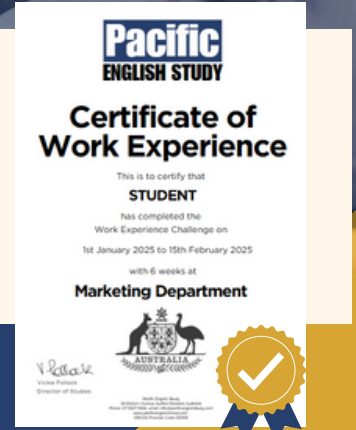 Pacific
ENGLISH STUDY
Certificate of
Work Experience
This is to certify that
STUDENT
has completed the
Work Experience Challenge on
1st January 2025 to 15th February 2025
with 6 weeks at
Marketing Department
AUSTRALIA
V Pollock
Vickie Pollock
Director of Studies
Pacific English Study